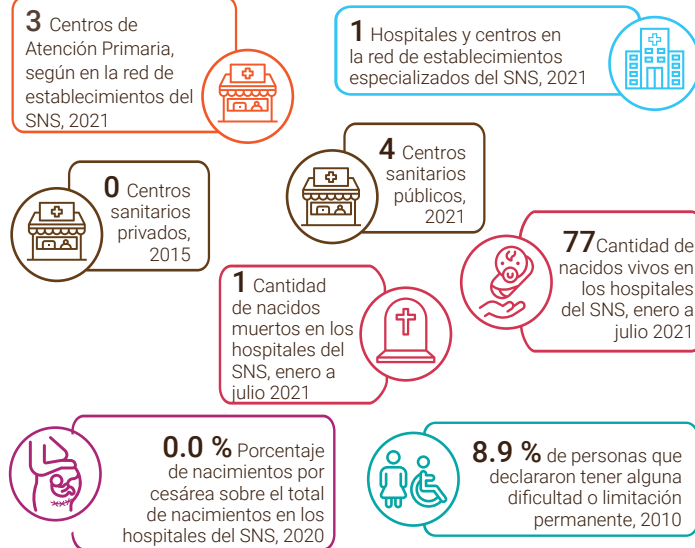 3 Centros de
Atención Primaria,
según en la red de
establecimientos del
SNS, 2021
1 Hospitales y centros en
la red de establecimientos
especializados del SNS, 2021
0 Centros
sanitarios
privados,
2015
4 Centros
sanitarios
públicos,
2021
77 Cantidad de
nacidos vivos en
los hospitales
del SNS, enero a
julio 2021
1 Cantidad
de nacidos
muertos en los
hospitales del
SNS, enero a
julio 2021
0.0 % Porcentaje
de nacimientos por
cesárea sobre el total
de nacimientos en los
hospitales del SNS, 2020
8.9 % de personas que
declararon tener alguna
dificultad o limitación
permanente, 2010